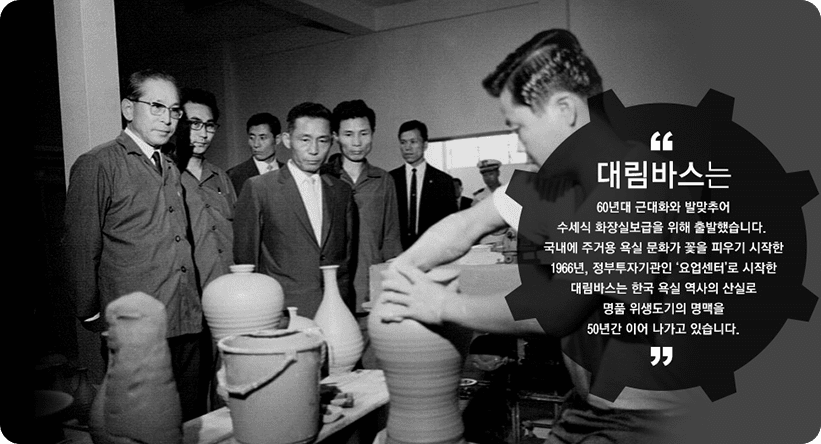 ❝
대림바스는
60년대 근대화와 발맞추어
수세식 화장실보급을 위해 출발했습니다.
국내에 주거용 욕실 문화가 꽃을 피우기 시작한
1966년, 정부투자기관인 ‘요업센터’로 시작한
대림바스는 한국 욕실 역사의 산실로
명품 위생도기의 명맥을
50년간 이어 나가고 있습니다.
❞